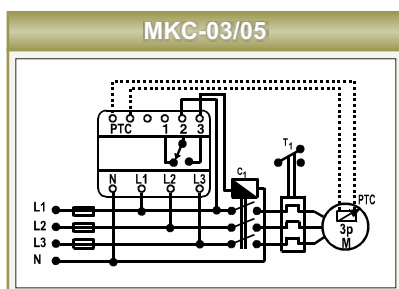 MKC-03/05
PTC 1 2 3
N L1 L2 L3
C1
T1
PTC
3p
M
L1
L2
L3
N